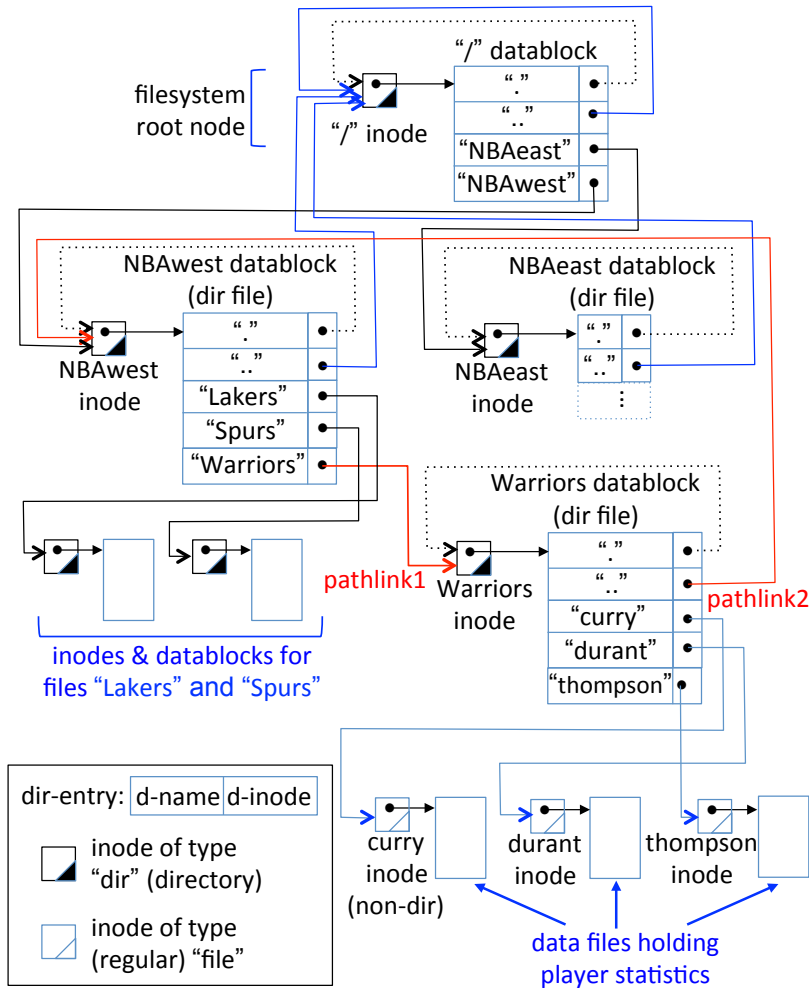 “/” datablock
filesystem
root node
“/” inode
“.”
“..”
“NBAeast”
“NBAwest”
NBAwest datablock
(dir file)
“.”
“..”
“Lakers”
“Spurs”
“Warriors”
NBAwest
inode
NBAeast datablock
(dir file)
“.”
“..”
⋮
NBAeast
inode
Warriors datablock
(dir file)
“.”
“..”
“curry”
“durant”
“thompson”
pathlink1
Warriors
inode
pathlink2
inodes & datablocks for
files “Lakers” and “Spurs”
dir-entry: d-name d-inode
inode of type
“dir” (directory)
inode of type
(regular) “file”
curry
inode
(non-dir)
durant
inode
thompson
inode
data files holding
player statistics